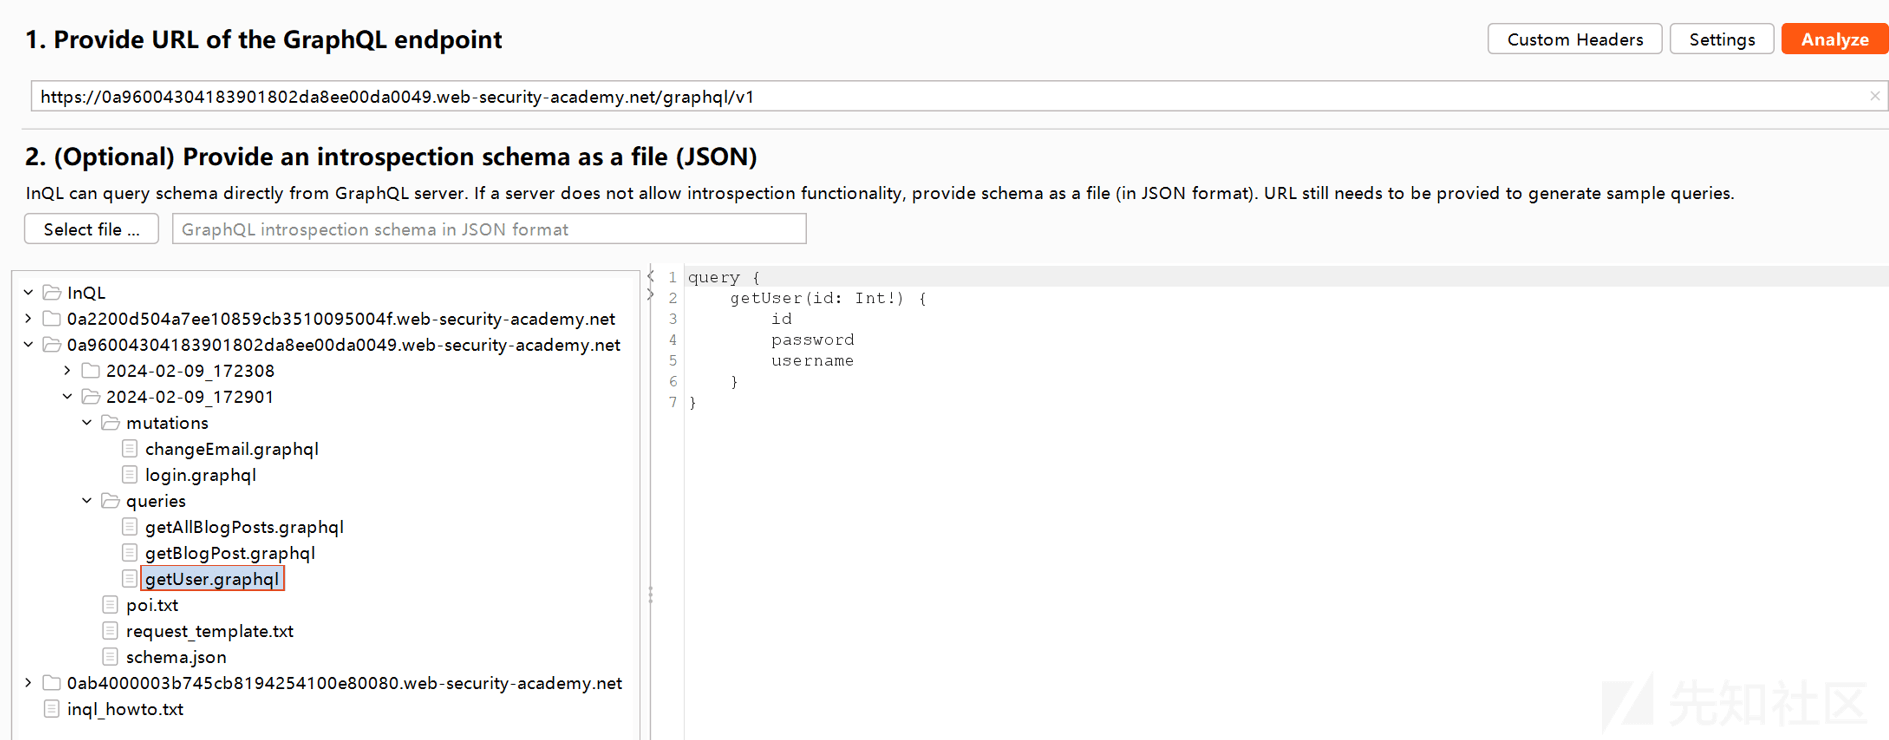 1. Provide URL of the GraphQL endpoint
Custom Headers
Settings
Analyze
https://0a96004304183901802da8ee00da0049.web-security-academy.net/graphql/v1
2. (Optional) Provide an introspection schema as a file (JSON)
InQL can query schema directly from GraphQL server. If a server does not allow introspection functionality, provide schema as a file (in JSON format). URL still needs to be provied to generate sample queries.
Select file ...
GraphQL introspection schema in JSON format
InQL
0a2200d504a7ee10859cb3510095004f.web-security-academy.net
0a96004304183901802da8ee00da0049.web-security-academy.net
2024-02-09_172308
2024-02-09_172901
mutations
changeEmail.graphql
login.graphql
queries
getAllBlogPosts.graphql
getBlogPost.graphql
getUser.graphql
poi.txt
request_template.txt
schema.json
0ab4000003b745cb8194254100e80080.web-security-academy.net
inql_howto.txt
1 query {
2 getUser(id: Int!) {
3 id
4 password
5 username
6 }
7 }
先知社区